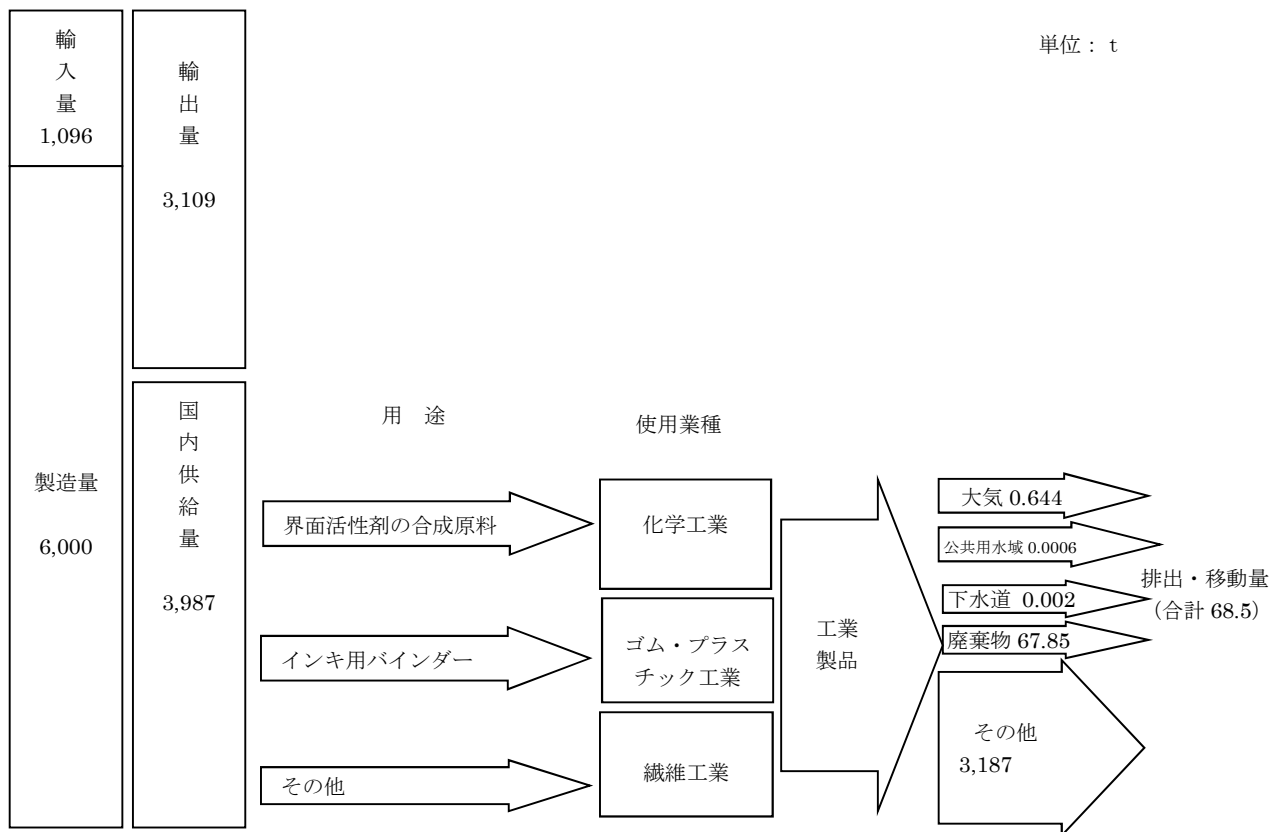 単位： t
輸入量
1,096
製造量
6,000
輸出量
3,109
国内供給量
3,987
用　途
界面活性剤の合成原料
インキ用バインダー
その他
使用業種
化学工業
ゴム・プラス
チック工業
繊維工業
工業
製品
大気 0.644
公共用水域 0.0006
下水道 0.002
廃棄物 67.85
その他
3,187
排出・移動量
（合計 68.5）